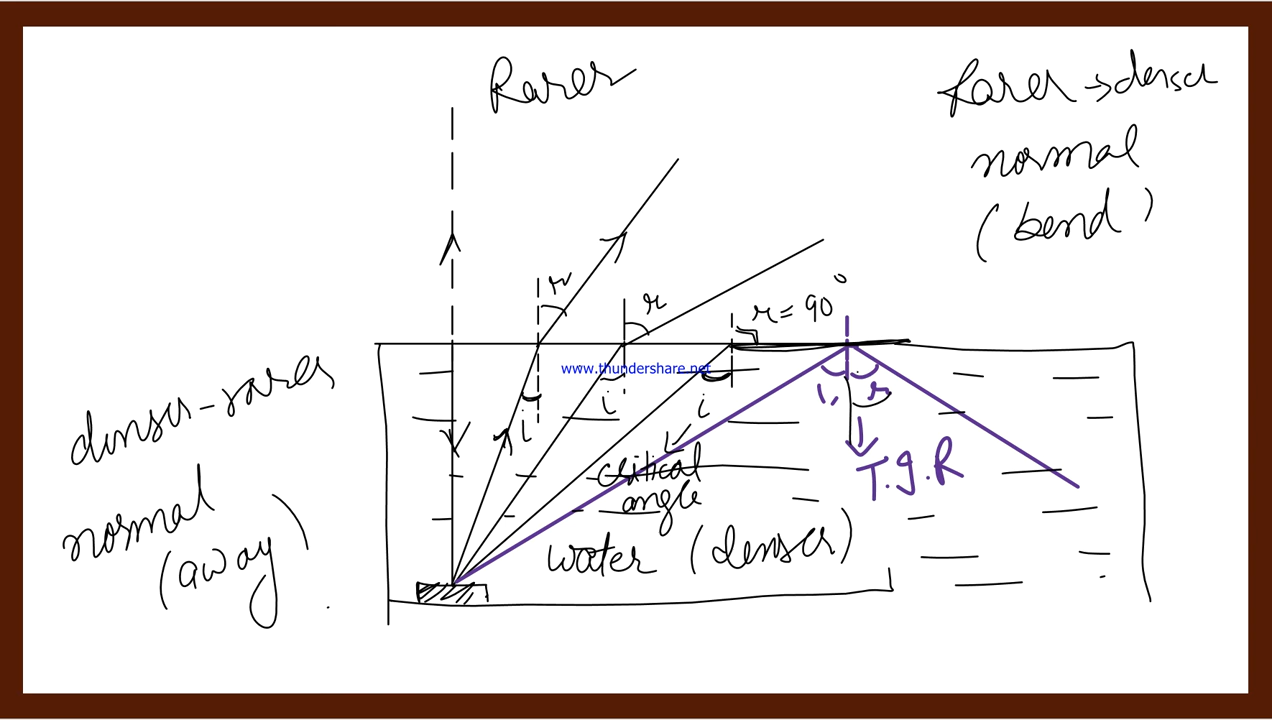 Rarer
rarer → denser
normal
(bend)
r
r
r = 90°
denser - rarer
normal
(away)
www.thundershare.net
i
i
i
i
r
critical
angle
T.I.R
water (denser)